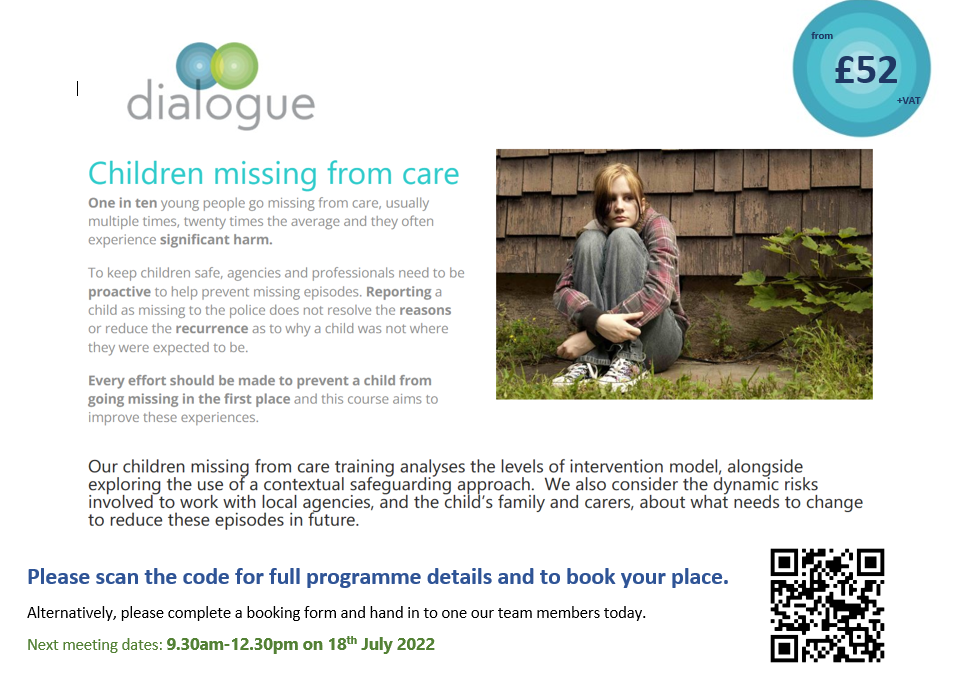 from
£52
+VAT
dialogue
Children missing from care
One in ten young people go missing from care, usually
multiple times, twenty times the average and they often
experience significant harm.
To keep children safe, agencies and professionals need to be
proactive to help prevent missing episodes. Reporting a
child as missing to the police does not resolve the reasons
or reduce the recurrence as to why a child was not where
they were expected to be.
Every effort should be made to prevent a child from
going missing in the first place and this course aims to
improve these experiences.
Our children missing from care training analyses the levels of intervention model, alongside
exploring the use of a contextual safeguarding approach.  We also consider the dynamic risks
involved to work with local agencies, and the child's family and carers, about what needs to change
to reduce these episodes in future.
Please scan the code for full programme details and to book your place.
Alternatively, please complete a booking form and hand in to one our team members today.
Next meeting dates: 9.30am-12.30pm on 18th July 2022